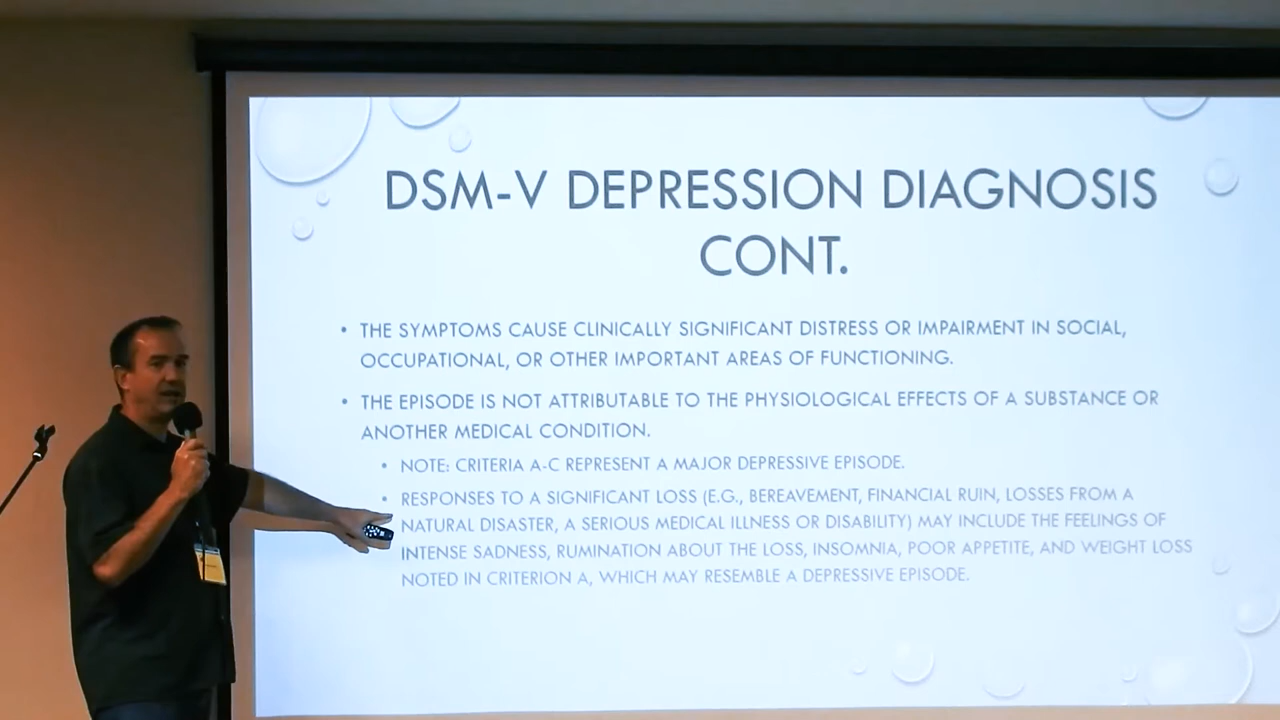 DSM-V DEPRESSION DIAGNOSIS
CONT.
• THE SYMPTOMS CAUSE CLINICALLY SIGNIFICANT DISTRESS OR IMPAIRMENT IN SOCIAL,
OCCUPATIONAL, OR OTHER IMPORTANT AREAS OF FUNCTIONING.
• THE EPISODE IS NOT ATTRIBUTABLE TO THE PHYSIOLOGICAL EFFECTS OF A SUBSTANCE OR
ANOTHER MEDICAL CONDITION.
• NOTE: CRITERIA A-C REPRESENT A MAJOR DEPRESSIVE EPISODE.
• RESPONSES TO A SIGNIFICANT LOSS (E.G., BEREAVEMENT, FINANCIAL RUIN, LOSSES FROM A
NATURAL DISASTER, A SERIOUS MEDICAL ILLNESS OR DISABILITY) MAY INCLUDE THE FEELINGS OF
INTENSE SADNESS, RUMINATION ABOUT THE LOSS, INSOMNIA, POOR APPETITE, AND WEIGHT LOSS
NOTED IN CRITERION A, WHICH MAY RESEMBLE A DEPRESSIVE EPISODE.